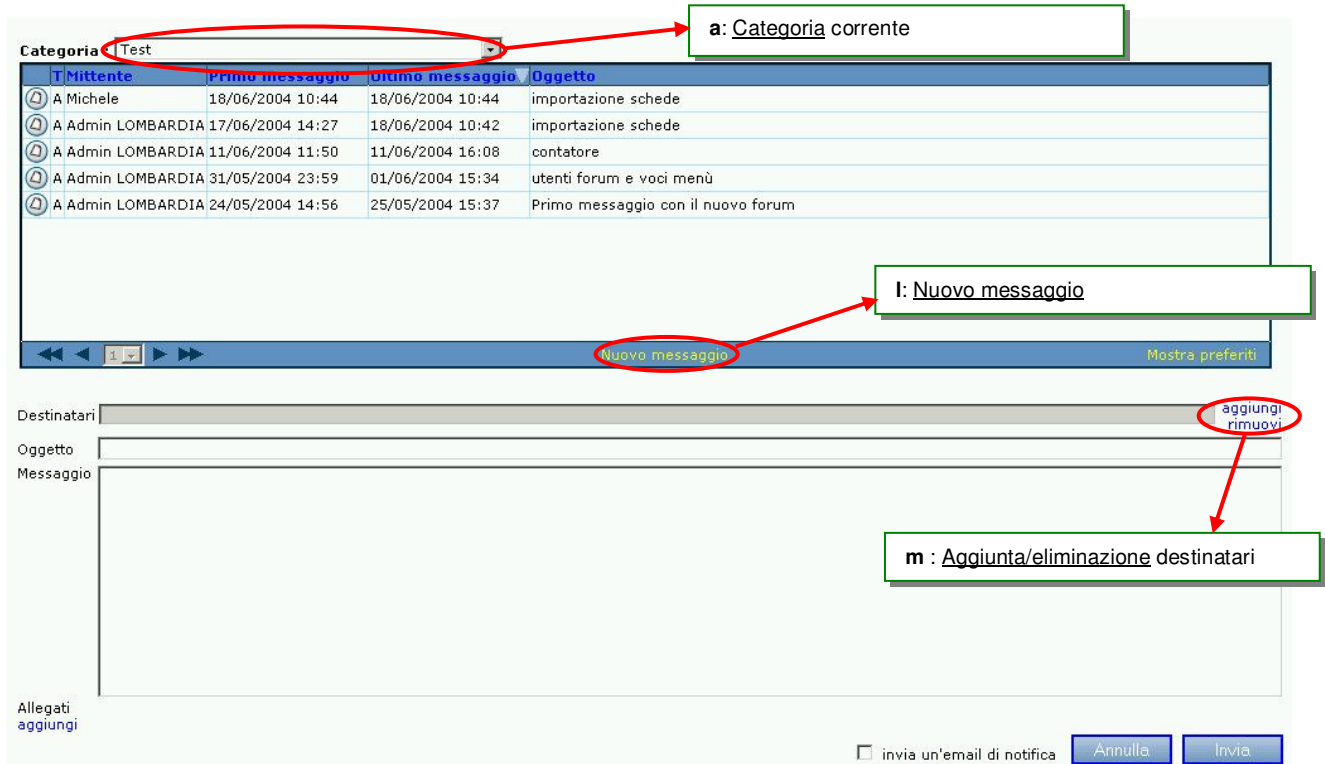 a: Categoria corrente
Categoria: Test
T Mittente Primo messaggio Ultimo messaggio Oggetto
A Michele 18/06/2004 10:44 18/06/2004 10:44 importazione schede
A Admin LOMBARDIA 17/06/2004 14:27 18/06/2004 10:42 importazione schede
A Admin LOMBARDIA 11/06/2004 11:50 11/06/2004 16:08 contatore
A Admin LOMBARDIA 31/05/2004 23:59 01/06/2004 15:34 utenti forum e voci menù
A Admin LOMBARDIA 24/05/2004 14:56 25/05/2004 15:37 Primo messaggio con il nuovo forum
l: Nuovo messaggio
1 Nuovo messaggio Mostra preferiti
Destinatari aggiungi
rimuovi
Oggetto
Messaggio
m : Aggiunta/eliminazione destinatari
Allegati
aggiungi
invia un'email di notifica Annulla Invia